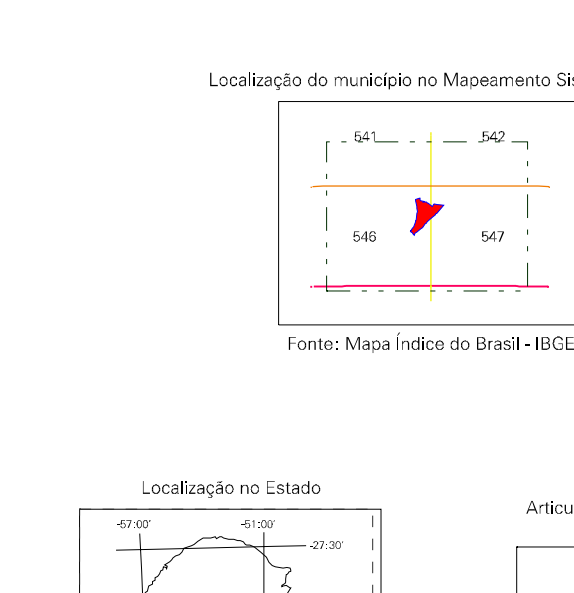 Localização do município no Mapeamento Sis
541 542
546 547
Fonte: Mapa Índice do Brasil - IBGE
Localização no Estado
Articu
-57:00' -51:00'
-27:30'